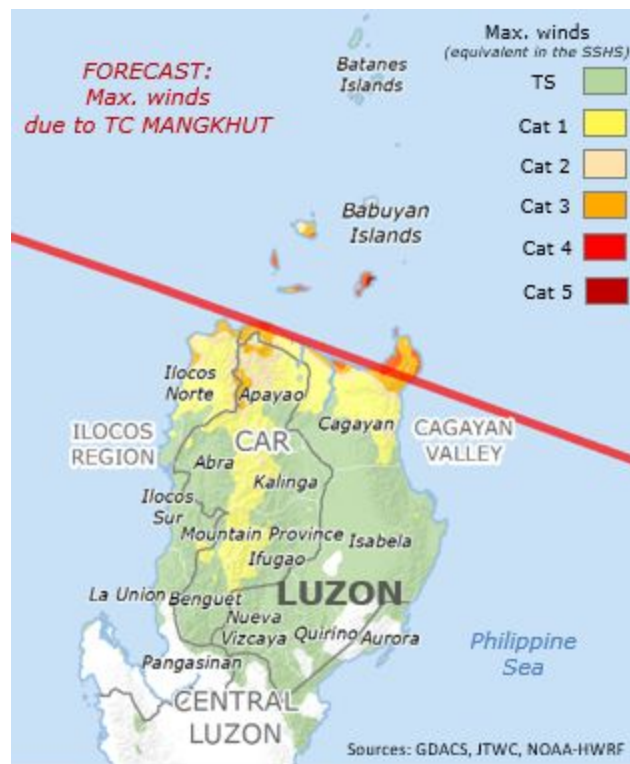 FORECAST:
Max. winds
due to TC MANGKHUT
Max. winds
(equivalent in the SSHS)
TS
Cat 1
Cat 2
Cat 3
Cat 4
Cat 5
Batanes
Islands
Babuyan
Islands
Ilocos
Norte
Apayao
Cagayan
ILOCOS
REGION
CAR
CAGAYAN
VALLEY
Abra
Kalinga
Ilocos
Sur
Mountain Province
Isabela
Ifugao
La Union
Benguet
LUZON
Nueva
Vizcaya
Quirino
Aurora
Philippine
Sea
Pangasinan
CENTRAL
LUZON
Sources: GDACS, JTWC, NOAA-HWRF